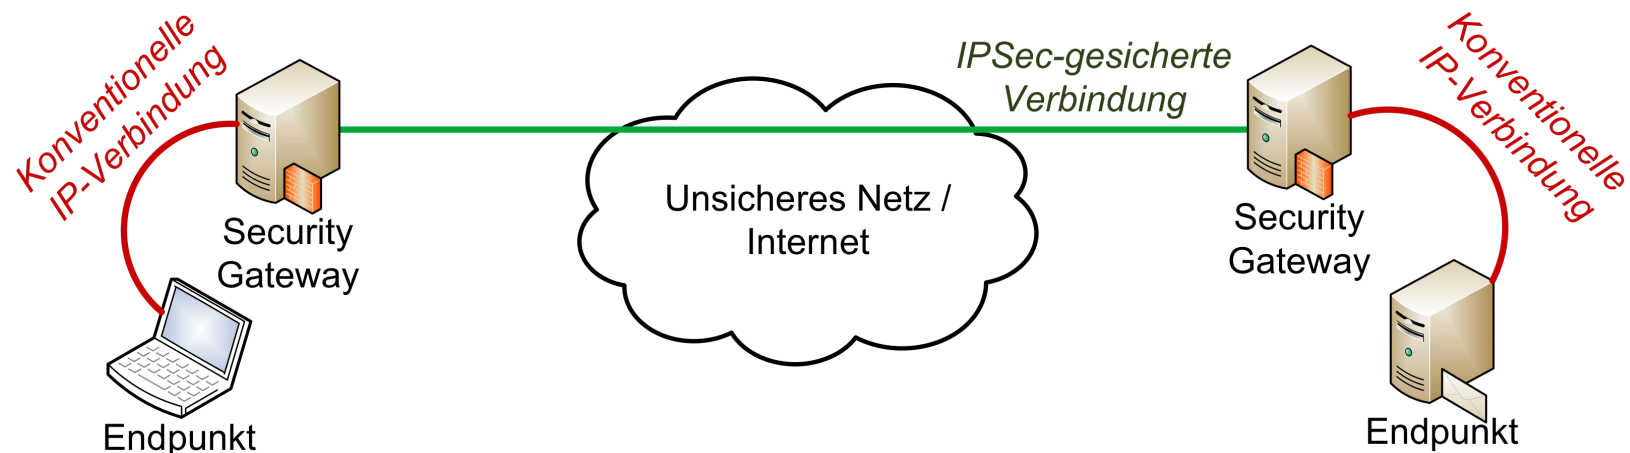 Konventionelle
IP-Verbindung
Security
Gateway
Endpunkt
Unsicheres Netz /
Internet
IPSec-gesicherte
Verbindung
Security
Gateway
Konventionelle
IP-Verbindung
Endpunkt